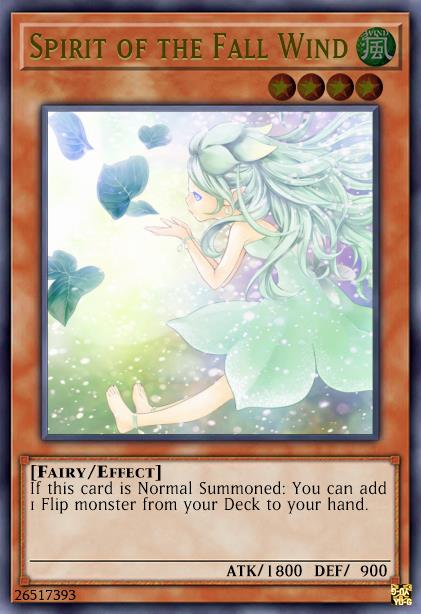 Spirit of the Fall Wind
WIND
風
[Fairy/Effect]
If this card is Normal Summoned: You can add
1 Flip monster from your Deck to your hand.
ATK/1800 DEF/ 900
26517393